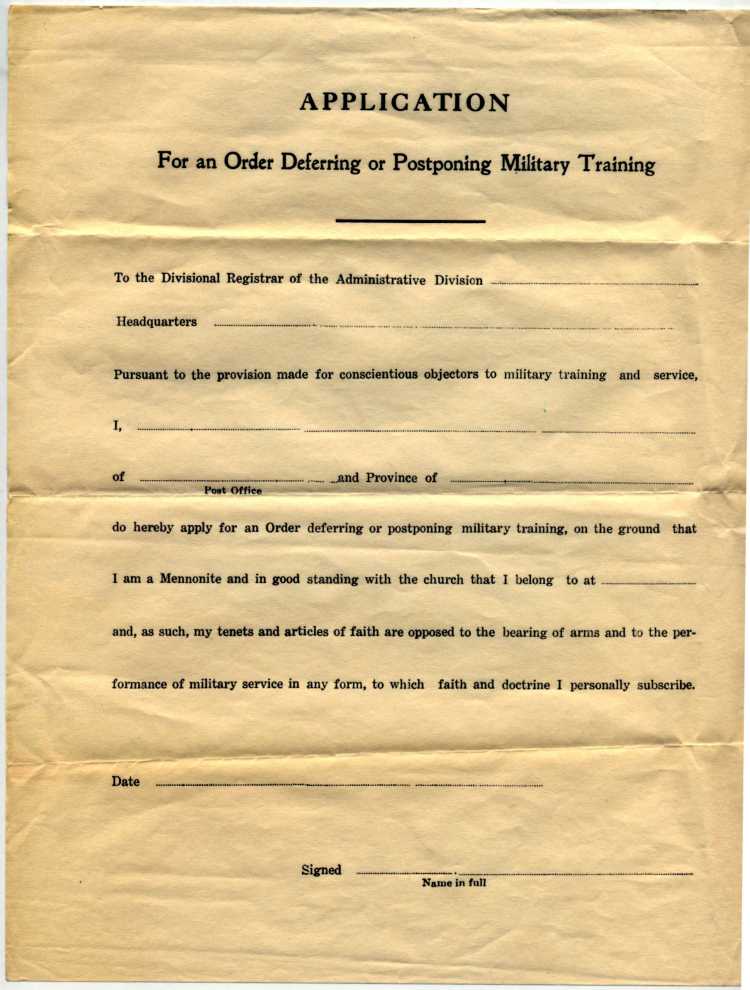 APPLICATION
For an Order Deferring or Postponing Military Training
To the Divisional Registrar of the Administrative Division
Headquarters
Pursuant to the provision made for conscientious objectors to military training and service,
I,
of and Province of
Post Office
do hereby apply for an Order deferring or postponing military training, on the ground that
I am a Mennonite and in good standing with the church that I belong to at
and, as such, my tenets and articles of faith are opposed to the bearing of arms and to the per-
formance of military service in any form, to which faith and doctrine I personally subscribe.
Date
Signed
Name in full